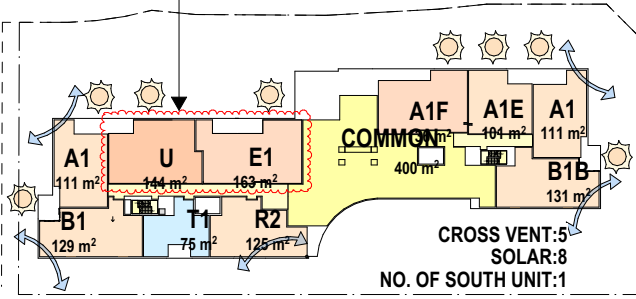 A1F
A1E
101 m²
A1
111 m²
COMMON
400 m²
A1
111 m²
U
144 m²
E1
163 m²
B1B
131 m²
B1
129 m²
T1
75 m²
R2
125 m²
CROSS VENT:5
SOLAR:8
NO. OF SOUTH UNIT:1